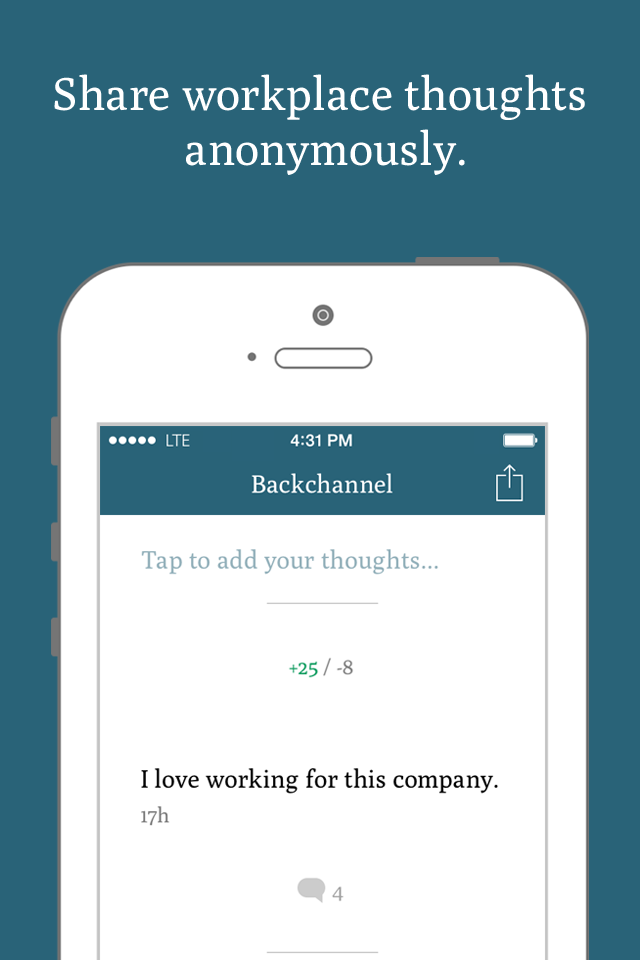 Share workplace thoughts
anonymously.
LTE 4:31 PM
Backchannel
Tap to add your thoughts...
+25 / -8
I love working for this company.
17h
4